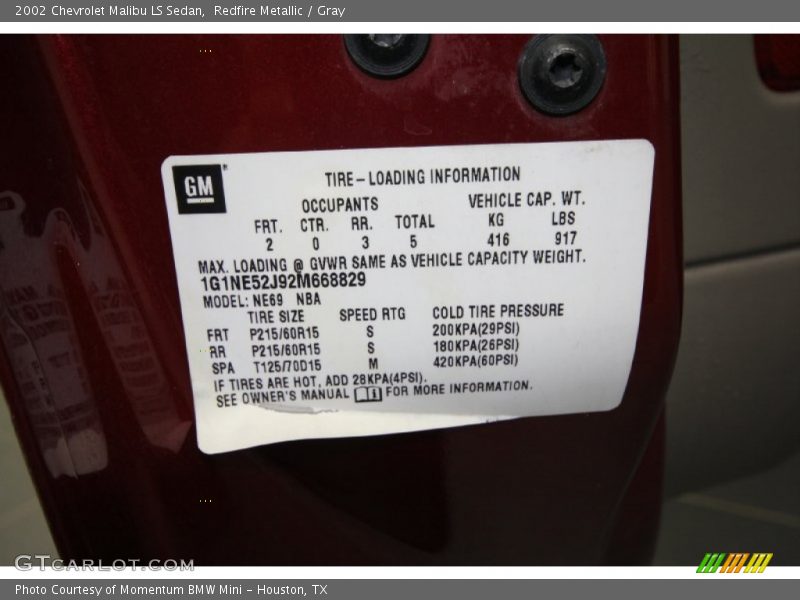 2002 Chevrolet Malibu LS Sedan, Redfire Metallic / Gray
GM
TIRE-LOADING INFORMATION
OCCUPANTS VEHICLE CAP. WT.
FRT. CTR. RR. TOTAL KG LBS
2 0 3 5 416 917
MAX. LOADING @ GVWR SAME AS VEHICLE CAPACITY WEIGHT.
1G1NE52J92M668829
MODEL: NE69 NBA
TIRE SIZE SPEED RTG COLD TIRE PRESSURE
FRT P215/60R15 S 200KPA(29PSI)
RR P215/60R15 S 180KPA(26PSI)
SPA T125/70D15 M 420KPA(60PSI)
IF TIRES ARE HOT, ADD 28KPA(4PSI).
SEE OWNER'S MANUAL FOR MORE INFORMATION.
GTCARLOT.COM
Photo Courtesy of Momentum BMW Mini - Houston, TX